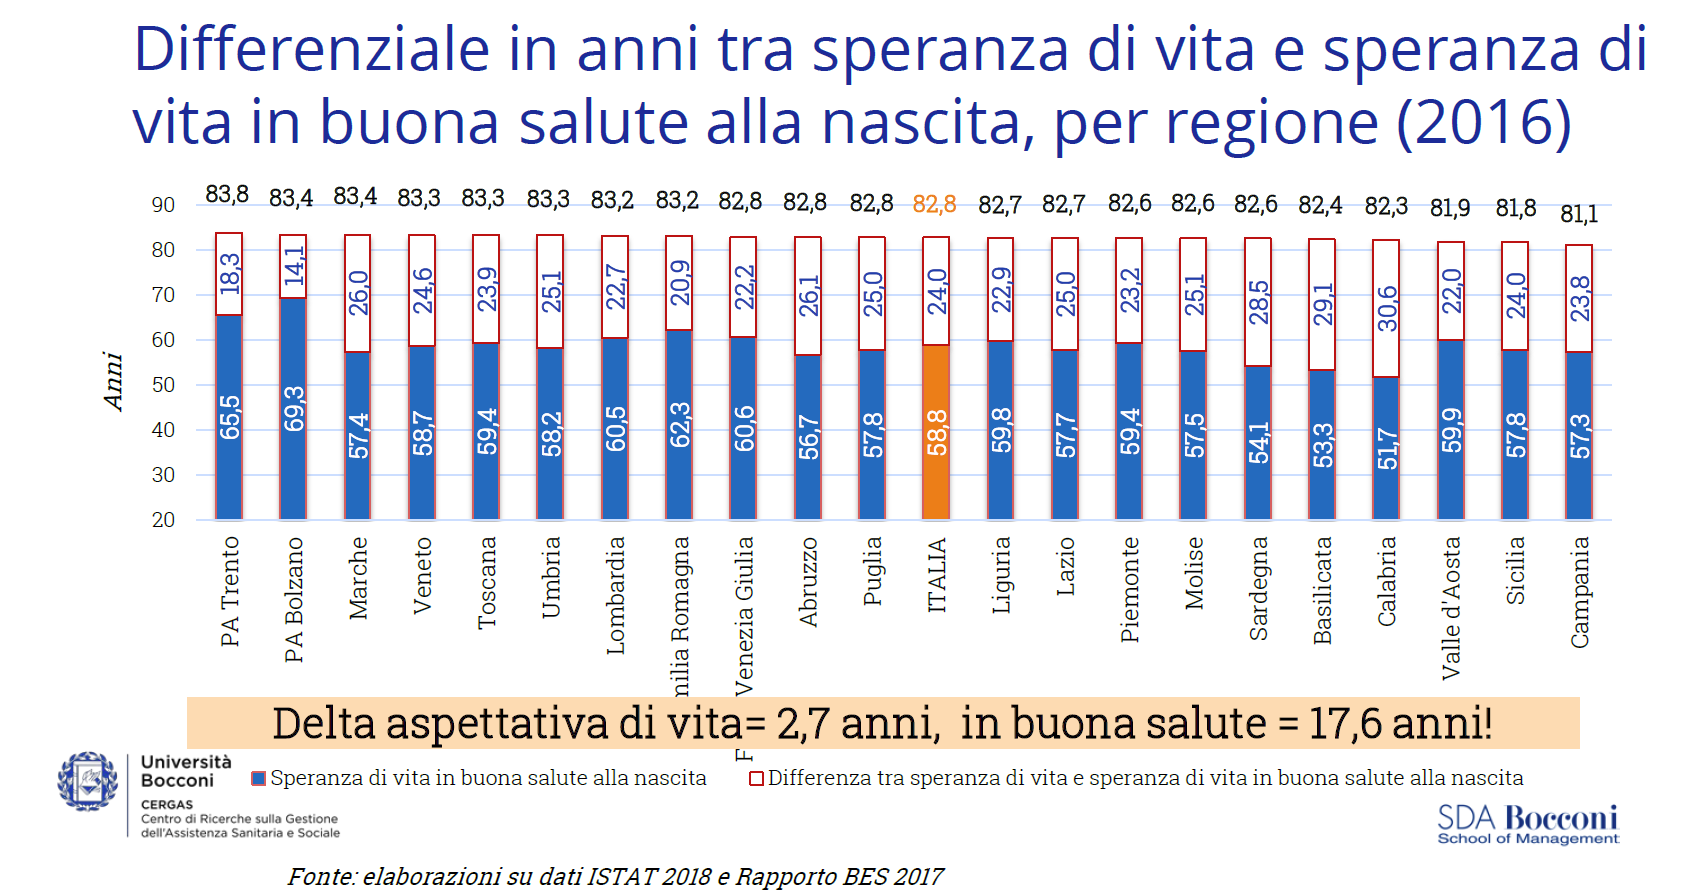 Differenziale in anni tra speranza di vita e speranza di
vita in buona salute alla nascita, per regione (2016)
83,8 83,4 83,4 83,3 83,3 83,3 83,2 83,2 82,8 82,8 82,8 82,8 82,7 82,7 82,6 82,6 82,6 82,4 82,3 81,9 81,8 81,1
18,3 14,1 26,0 24,6 23,9 25,1 22,7 20,9 22,2 26,1 25,0 24,0 22,9 25,0 23,2 25,1 28,5 29,1 30,6 22,0 24,0 23,8
65,5 69,3 57,4 58,7 59,4 58,2 60,5 62,3 60,6 56,7 57,8 58,8 59,8 57,7 59,4 57,5 54,1 53,3 51,7 59,9 57,8 57,3
90
80
70
60
50
40
30
20
Anni
PA Trento
PA Bolzano
Marche
Veneto
Toscana
Umbria
Lombardia
milia Romagna
F Venezia Giulia
Abruzzo
Puglia
ITALIA
Liguria
Lazio
Piemonte
Molise
Sardegna
Basilicata
Calabria
Valle d'Aosta
Sicilia
Campania
Delta aspettativa di vita= 2,7 anni, in buona salute = 17,6 anni!
Speranza di vita in buona salute alla nascita
Differenza tra speranza di vita e speranza di vita in buona salute alla nascita
Università
Bocconi
CERGAS
Centro di Ricerche sulla Gestione
dell'Assistenza Sanitaria e Sociale
SDA Bocconi
School of Management
Fonte: elaborazioni su dati ISTAT 2018 e Rapporto BES 2017